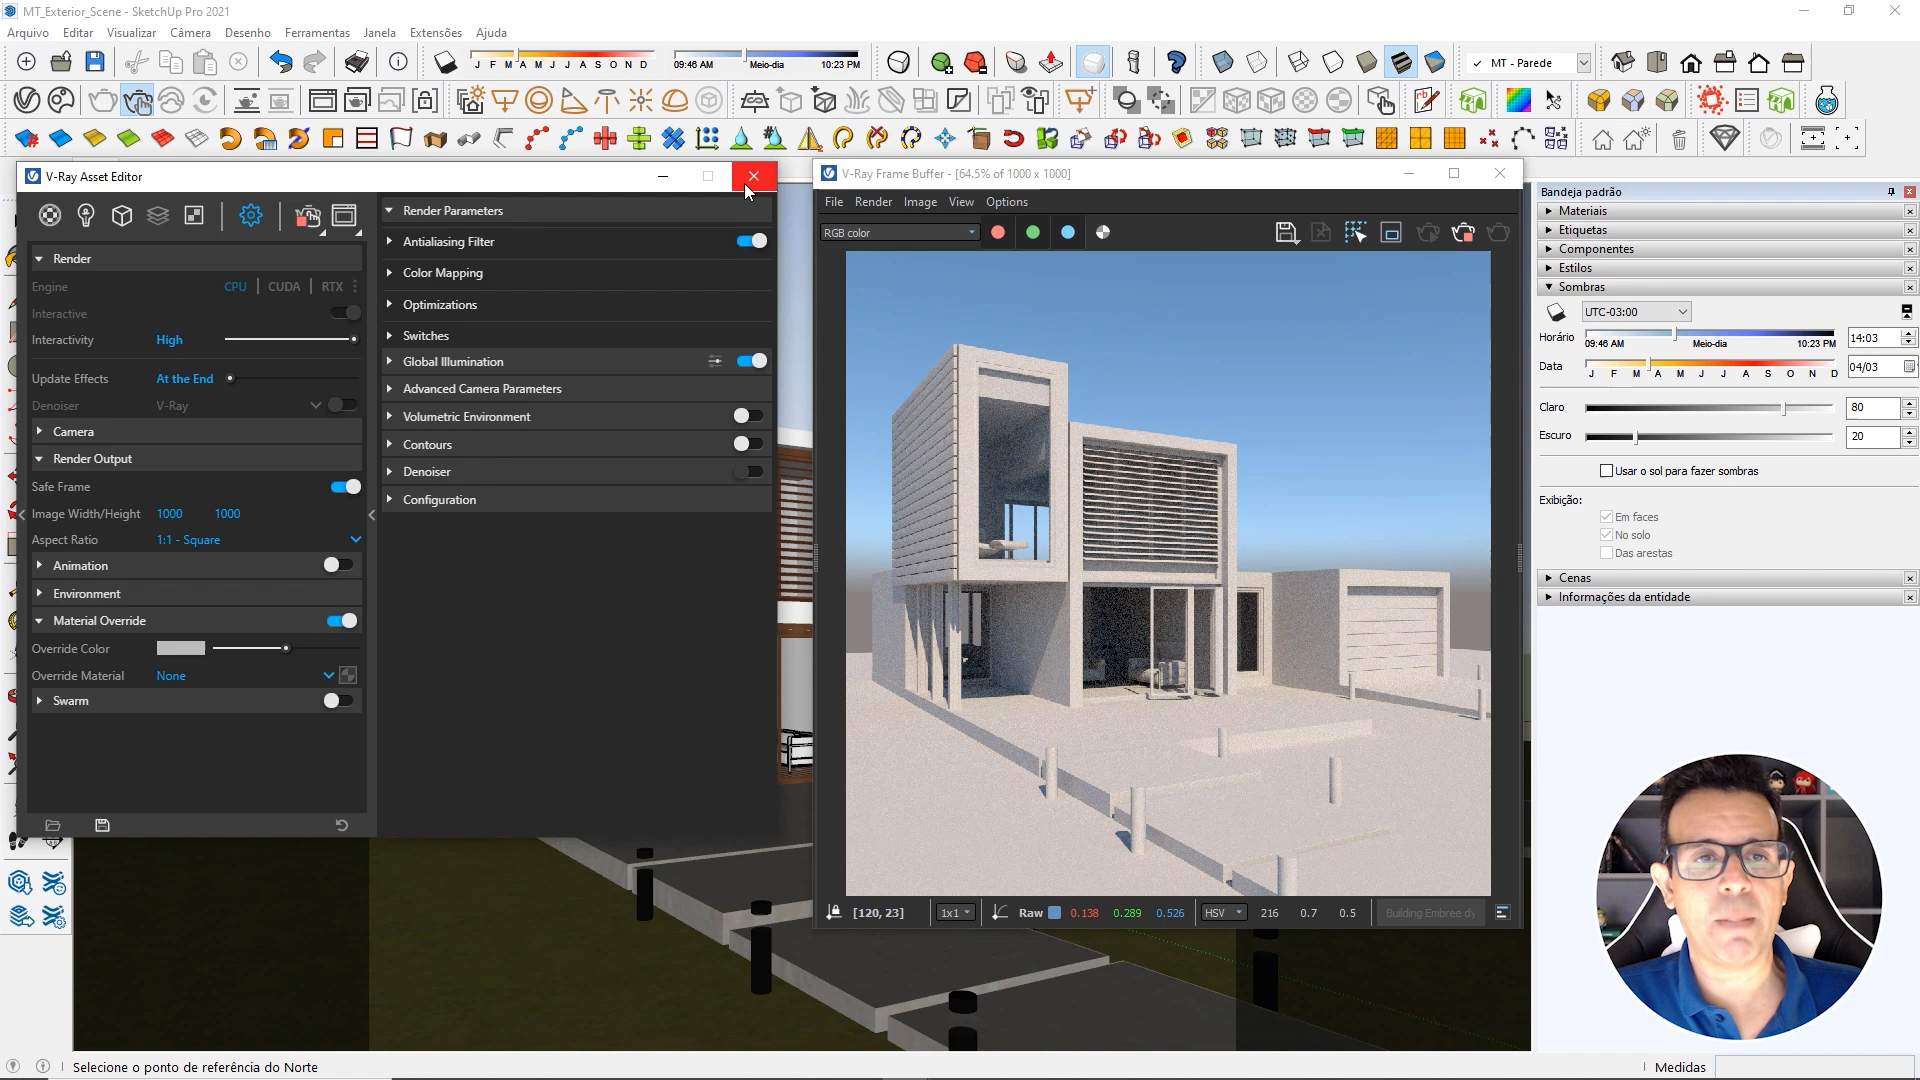 MT_Exterior_Scene - SketchUp Pro 2021
Arquivo Editar Visualizar Câmera Desenho Ferramentas Janela Extensões Ajuda
J F M A M J J A S O N D
09:46 AM Meio-dia 10:23 PM
MT - Parede
V-Ray Asset Editor
Render
Engine CPU CUDA RTX
Interactive
Interactivity High
Update Effects At the End
Denoiser V-Ray
Camera
Render Output
Safe Frame
Image Width/Height 1000 1000
Aspect Ratio 1:1 - Square
Animation
Environment
Material Override
Override Color
Override Material None
Swarm
Render Parameters
Antialiasing Filter
Color Mapping
Optimizations
Switches
Global Illumination
Advanced Camera Parameters
Volumetric Environment
Contours
Denoiser
Configuration
V-Ray Frame Buffer - [64.5% of 1000 x 1000]
File Render Image View Options
RGB color
[120, 23] 1x1 Raw 0.138 0.289 0.526 HSV 216 0.7 0.5 Building Embree dy
Bandeja padrão
Materiais
Etiquetas
Componentes
Estilos
Sombras
UTC-03:00
Horário 09:46 AM Meio-dia 10:23 PM 14:03
Data J F M A M J J A S O N D 04/03
Claro 80
Escuro 20
Usar o sol para fazer sombras
Exibição:
Em faces
No solo
Das arestas
Cenas
Informações da entidade
Selecione o ponto de referência do Norte
Medidas